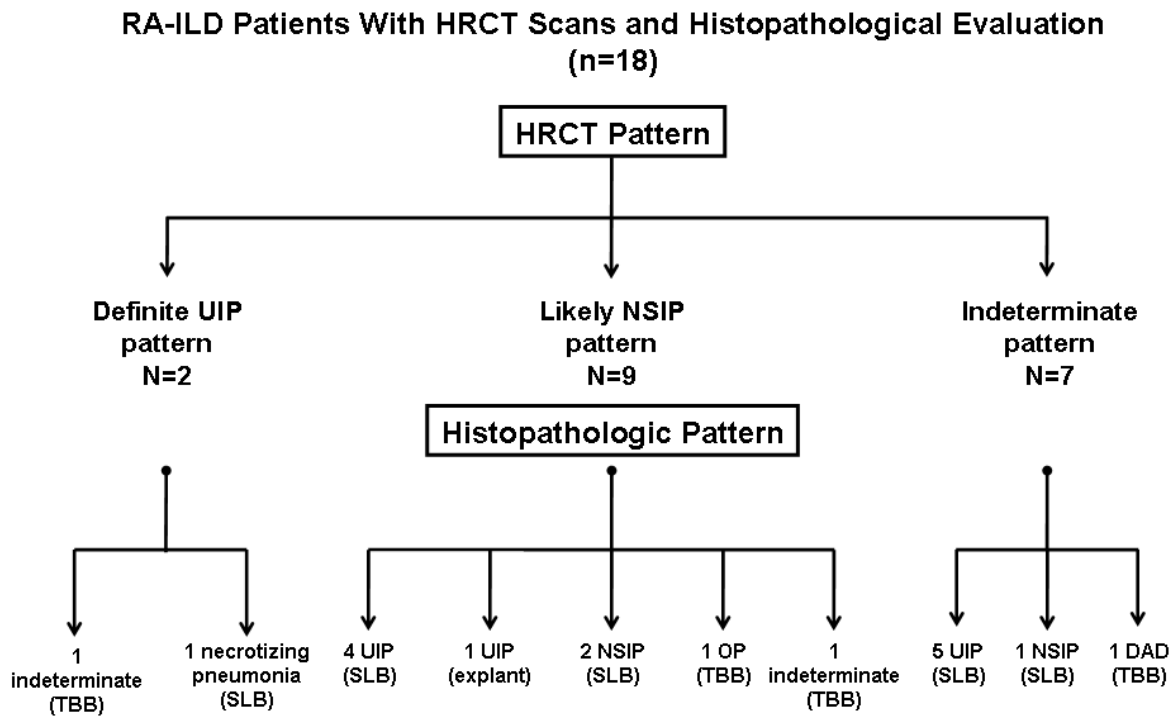 RA-ILD Patients With HRCT Scans and Histopathological Evaluation
(n=18)
HRCT Pattern
Definite UIP
pattern
N=2
Likely NSIP
pattern
N=9
Indeterminate
pattern
N=7
Histopathologic Pattern
1
indeterminate
(TBB)
1 necrotizing
pneumonia
(SLB)
4 UIP
(SLB)
1 UIP
(explant)
2 NSIP
(SLB)
1 OP
(TBB)
1
indeterminate
(TBB)
5 UIP
(SLB)
1 NSIP
(SLB)
1 DAD
(TBB)